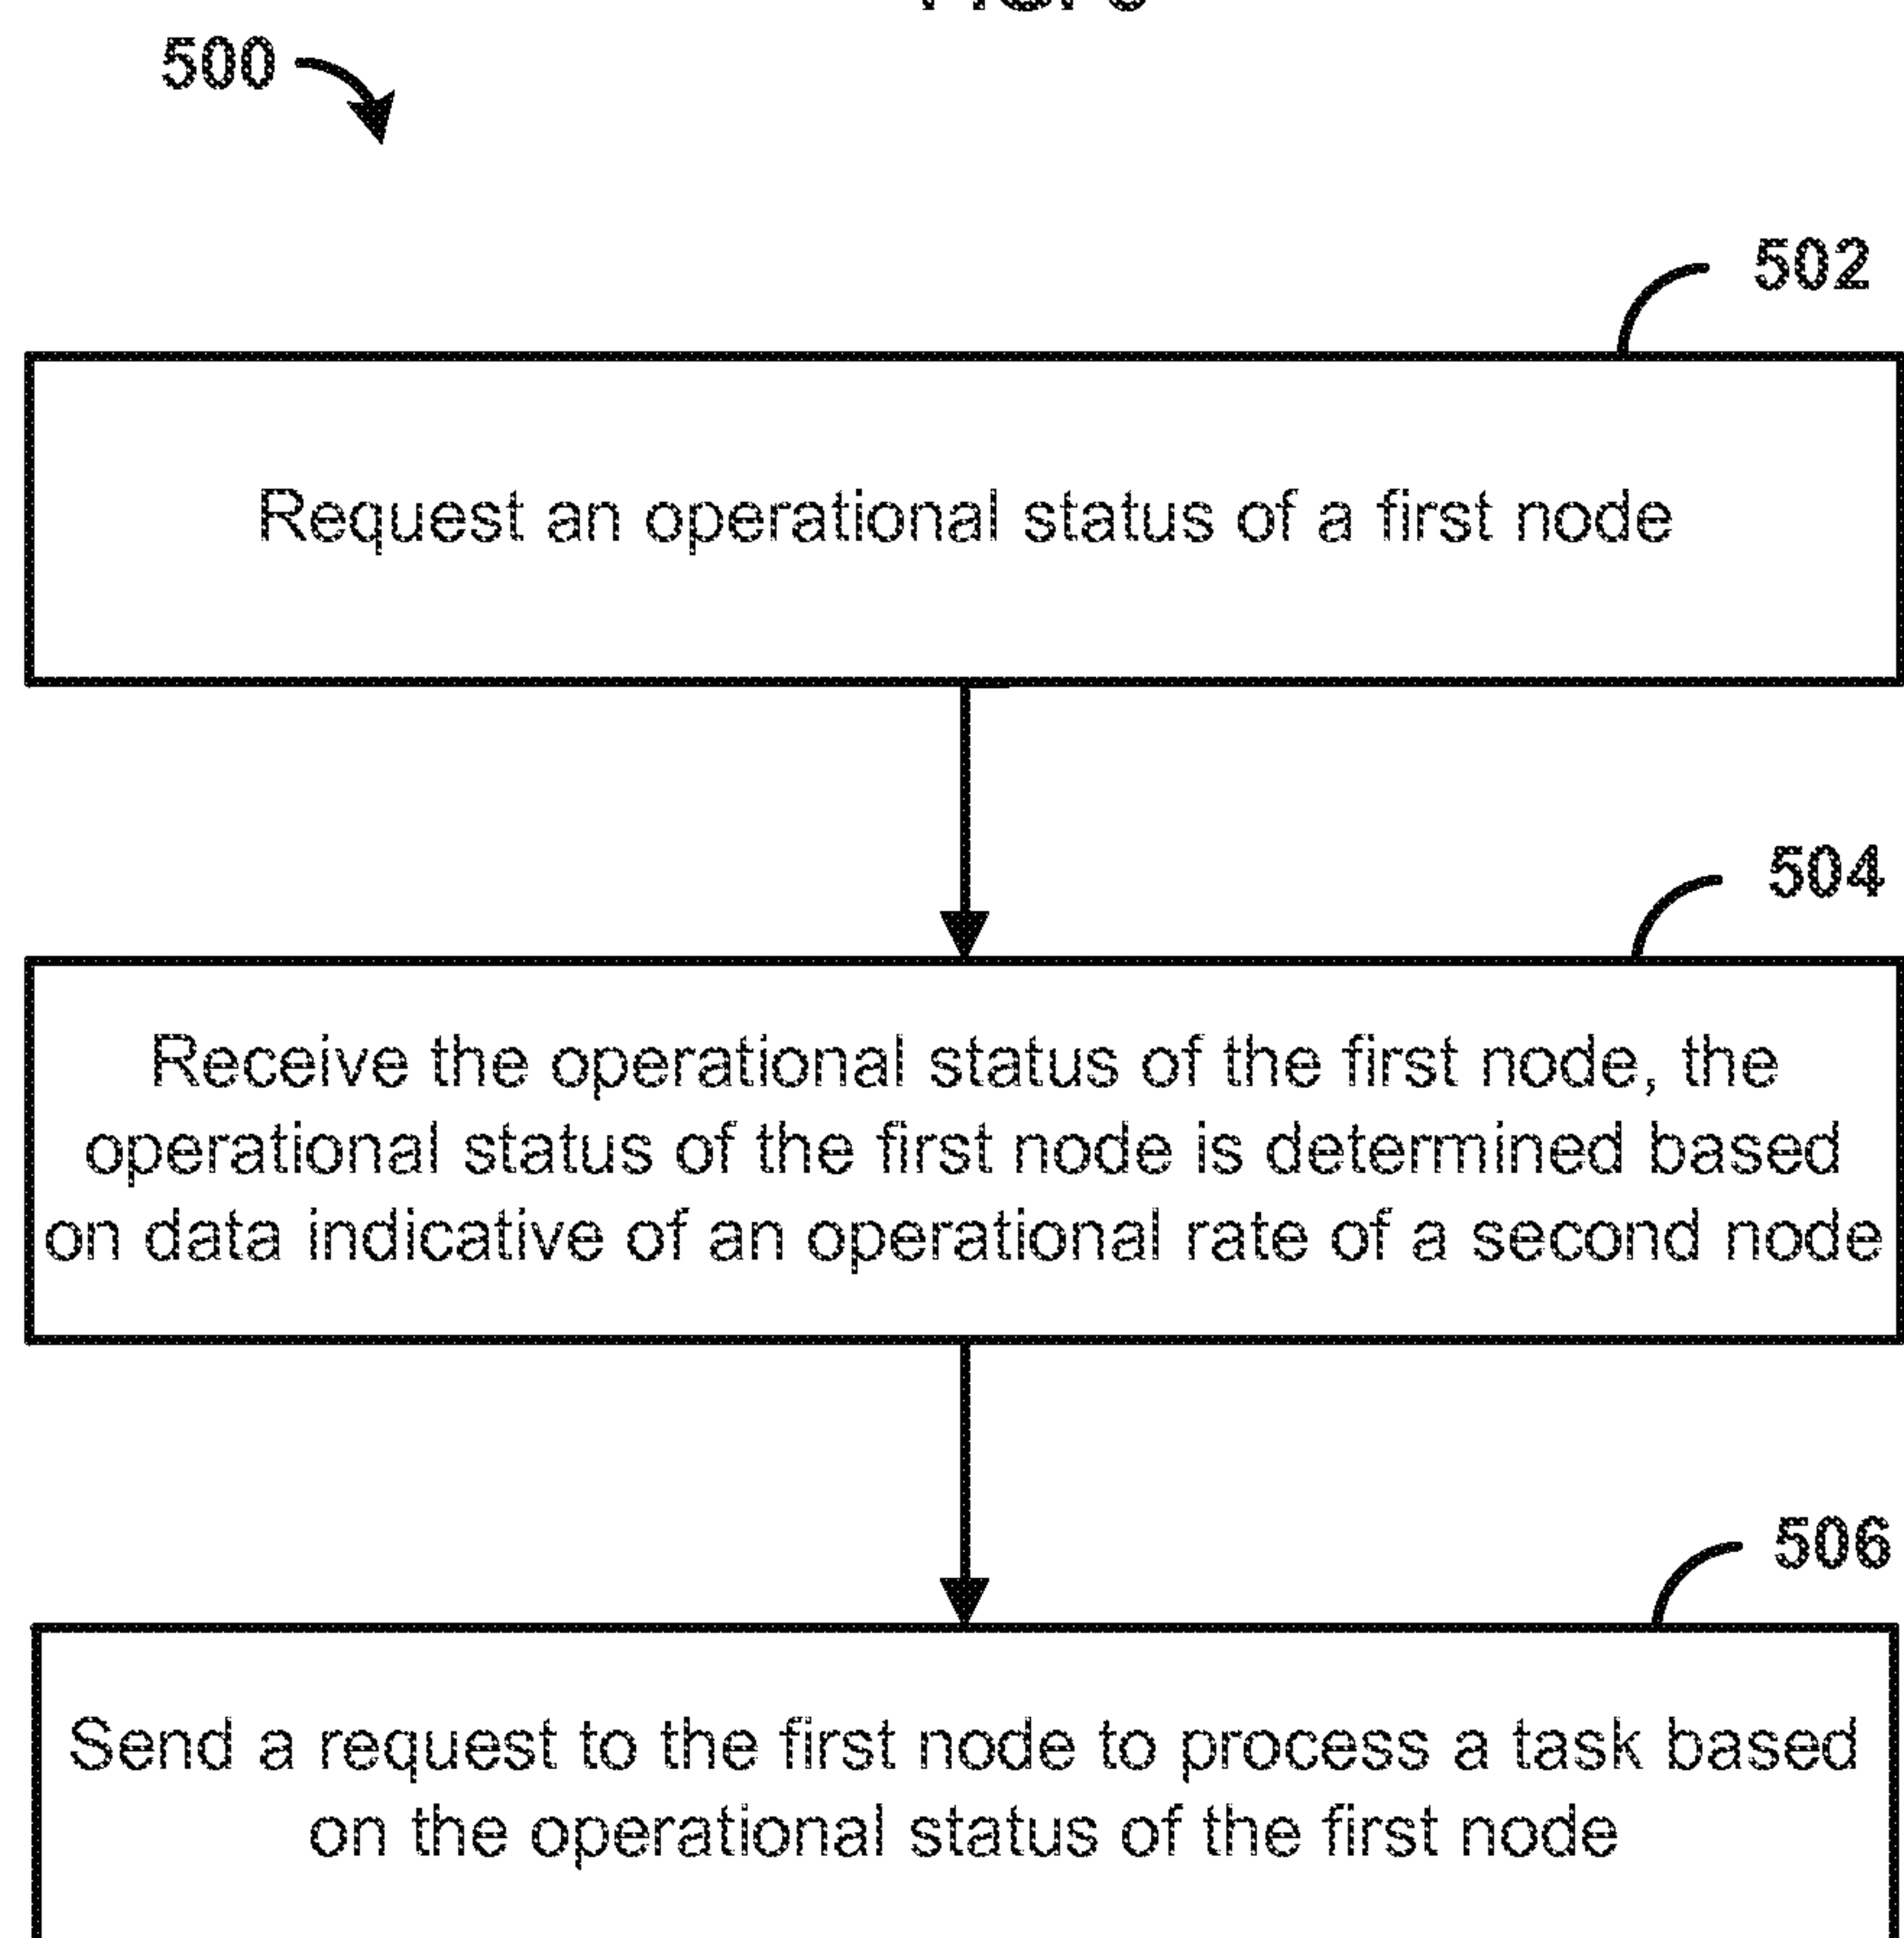 500
502
Request an operational status of a first node
504
Receive the operational status of the first node, the
operational status of the first node is determined based
on data indicative of an operational rate of a second node
506
Send a request to the first node to process a task based
on the operational status of the first node